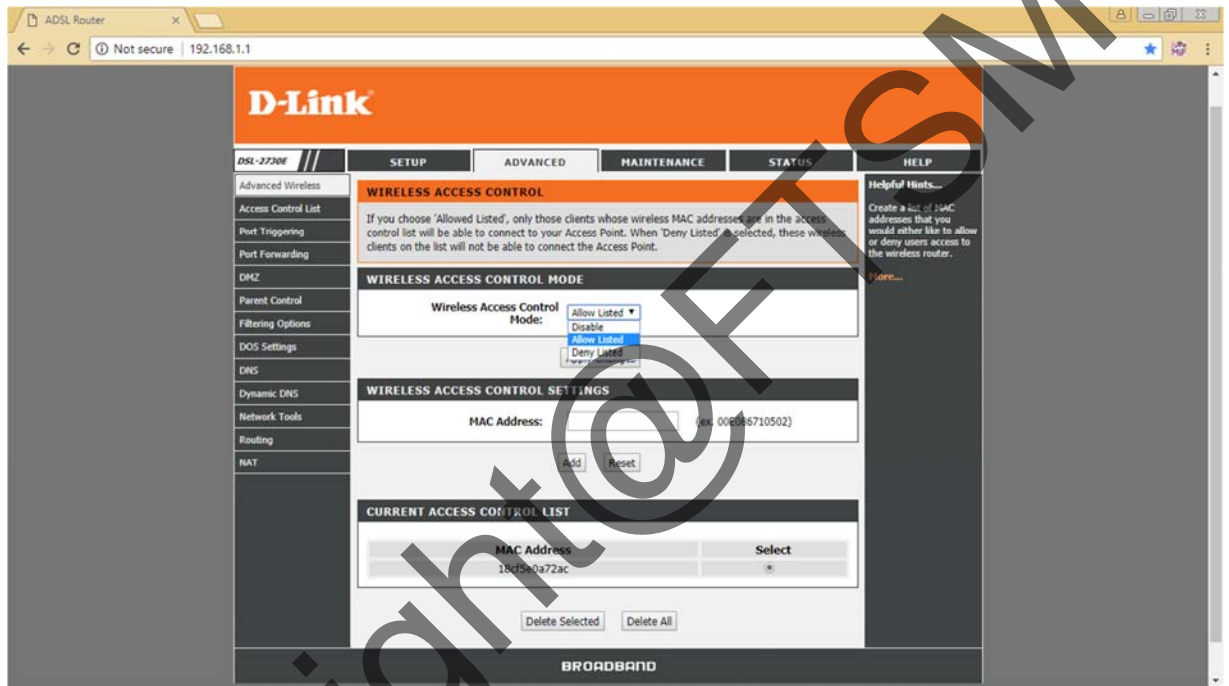 ADSL Router
Not secure | 192.168.1.1
D-Link
DSL-2730E
SETUP
ADVANCED
MAINTENANCE
STATUS
HELP
Advanced Wireless
Access Control List
Port Triggering
Port Forwarding
DMZ
Parent Control
Filtering Options
DOS Settings
DNS
Dynamic DNS
Network Tools
Routing
NAT
WIRELESS ACCESS CONTROL
If you choose 'Allowed Listed', only those clients whose wireless MAC addresses are in the access
control list will be able to connect to your Access Point. When 'Deny Listed' is selected, these wireless
clients on the list will not be able to connect the Access Point.
WIRELESS ACCESS CONTROL MODE
Wireless Access Control
Mode:
Allow Listed
Disable
Allow Listed
Deny Listed
WIRELESS ACCESS CONTROL SETTINGS
MAC Address:
(ex. 00E086710502)
Add
Reset
CURRENT ACCESS CONTROL LIST
MAC Address
Select
18cf5e0a72ac
Delete Selected
Delete All
Helpful Hints...
Create a list of MAC
addresses that you
would either like to allow
or deny users access to
the wireless router.
More...
BROADBAND
ight@FTSM